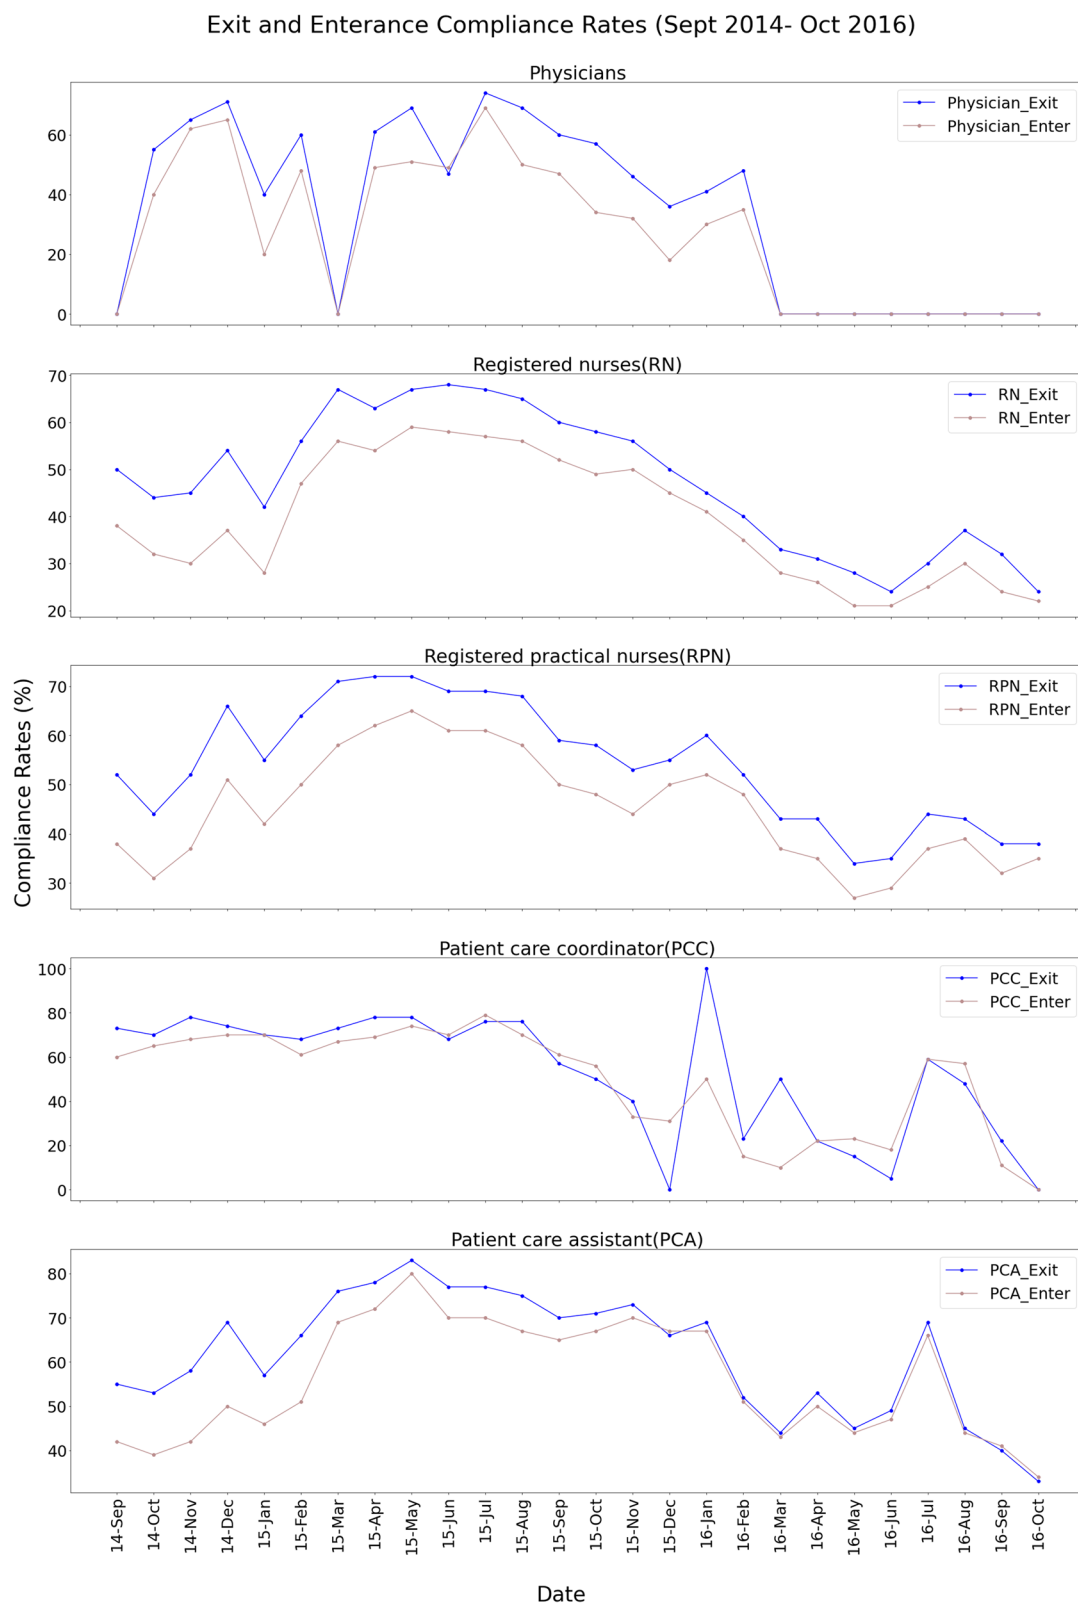 Exit and Enterance Compliance Rates (Sept 2014- Oct 2016)
Physicians
Physician_Exit
Physician_Enter
60
40
20
0
Registered nurses(RN)
RN_Exit
RN_Enter
70
60
50
40
30
20
Registered practical nurses(RPN)
RPN_Exit
RPN_Enter
70
60
50
40
30
Compliance Rates (%)
Patient care coordinator(PCC)
PCC_Exit
PCC_Enter
100
80
60
40
20
0
Patient care assistant(PCA)
PCA_Exit
PCA_Enter
80
70
60
50
40
14-Sep
14-Oct
14-Nov
14-Dec
15-Jan
15-Feb
15-Mar
15-Apr
15-May
15-Jun
15-Jul
15-Aug
15-Sep
15-Oct
15-Nov
15-Dec
16-Jan
16-Feb
16-Mar
16-Apr
16-May
16-Jun
16-Jul
16-Aug
16-Sep
16-Oct
Date